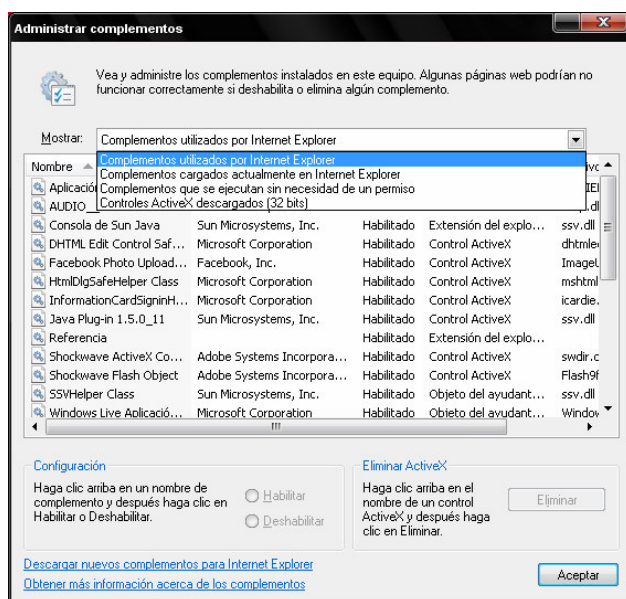 Administrar complementos
Vea y administre los complementos instalados en este equipo. Algunas páginas web podrían no
funcionar correctamente si deshabilita o elimina algún complemento.
Mostrar: Complementos utilizados por Internet Explorer
Complementos utilizados por Internet Explorer
Complementos cargados actualmente en Internet Explorer
Complementos que se ejecutan sin necesidad de un permiso
Controles ActiveX descargados (32 bits)
Nombre
AUDIO__
Consola de Sun Java Sun Microsystems, Inc. Habilitado Extensión del explo... ssv.dll
DHTML Edit Control Saf... Microsoft Corporation Habilitado Control ActiveX
Facebook Photo Upload... Facebook, Inc. Habilitado Control ActiveX
HtmlDlgSafeHelper Class Microsoft Corporation Habilitado Control ActiveX mshtml
InformationCardSigninH... Microsoft Corporation Habilitado Control ActiveX icardie.
Java Plug-in 1.5.0_11 Sun Microsystems, Inc. Habilitado Control ActiveX ssv.dll
Referencia Habilitado Extensión del explo...
Shockwave ActiveX Co... Adobe Systems Incorpora... Habilitado Control ActiveX swdir.
Shockwave Flash Object Adobe Systems Incorpora... Habilitado Control ActiveX Flash9f
SSVHelper Class Sun Microsystems, Inc. Habilitado Objeto del ayudant... ssv.dll
Windows Live Aplicació... Microsoft Corporation Habilitado Objeto del ayudant... Window
Configuración
Haga clic arriba en un nombre de
complemento y después haga clic en
Habilitar o Deshabilitar.
Habilitar
Deshabilitar
Eliminar ActiveX
Haga clic arriba en el
nombre de un control
ActiveX y después haga
clic en Eliminar.
Eliminar
Descargar nuevos complementos para Internet Explorer
Obtener más información acerca de los complementos
Aceptar